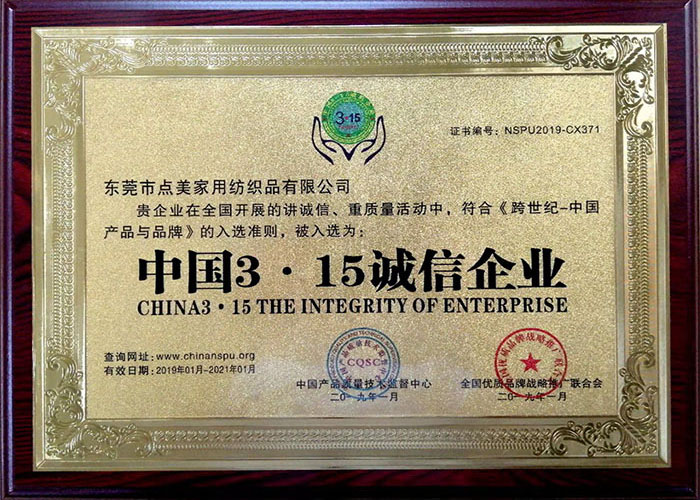 3·15
证书编号：NSPU2019-CX371
东莞市点美家用纺织品有限公司
贵企业在全国开展的讲诚信、重质量活动中，符合《跨世纪-中国
产品与品牌》的入选准则，被入选为：
中国3·15诚信企业
CHINA3·15 THE INTEGRITY OF ENTERPRISE
查询网址：www.chinanspu.org
有效日期：2019年01月-2021年01月
CQSC
中国产品质量技术监督中心
二0一九年一月
全国优质品牌战略推广联合会
二0一九年一月